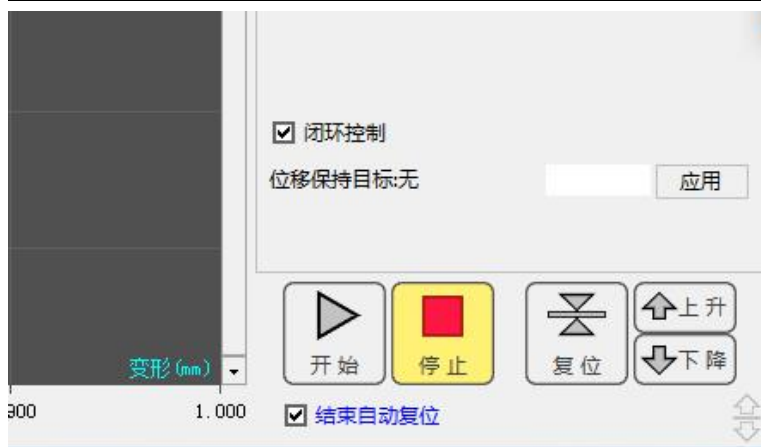 闭环控制
位移保持目标:无
应用
变形(mm)
开始
停止
复位
上升
下降
900
1.000
结束自动复位